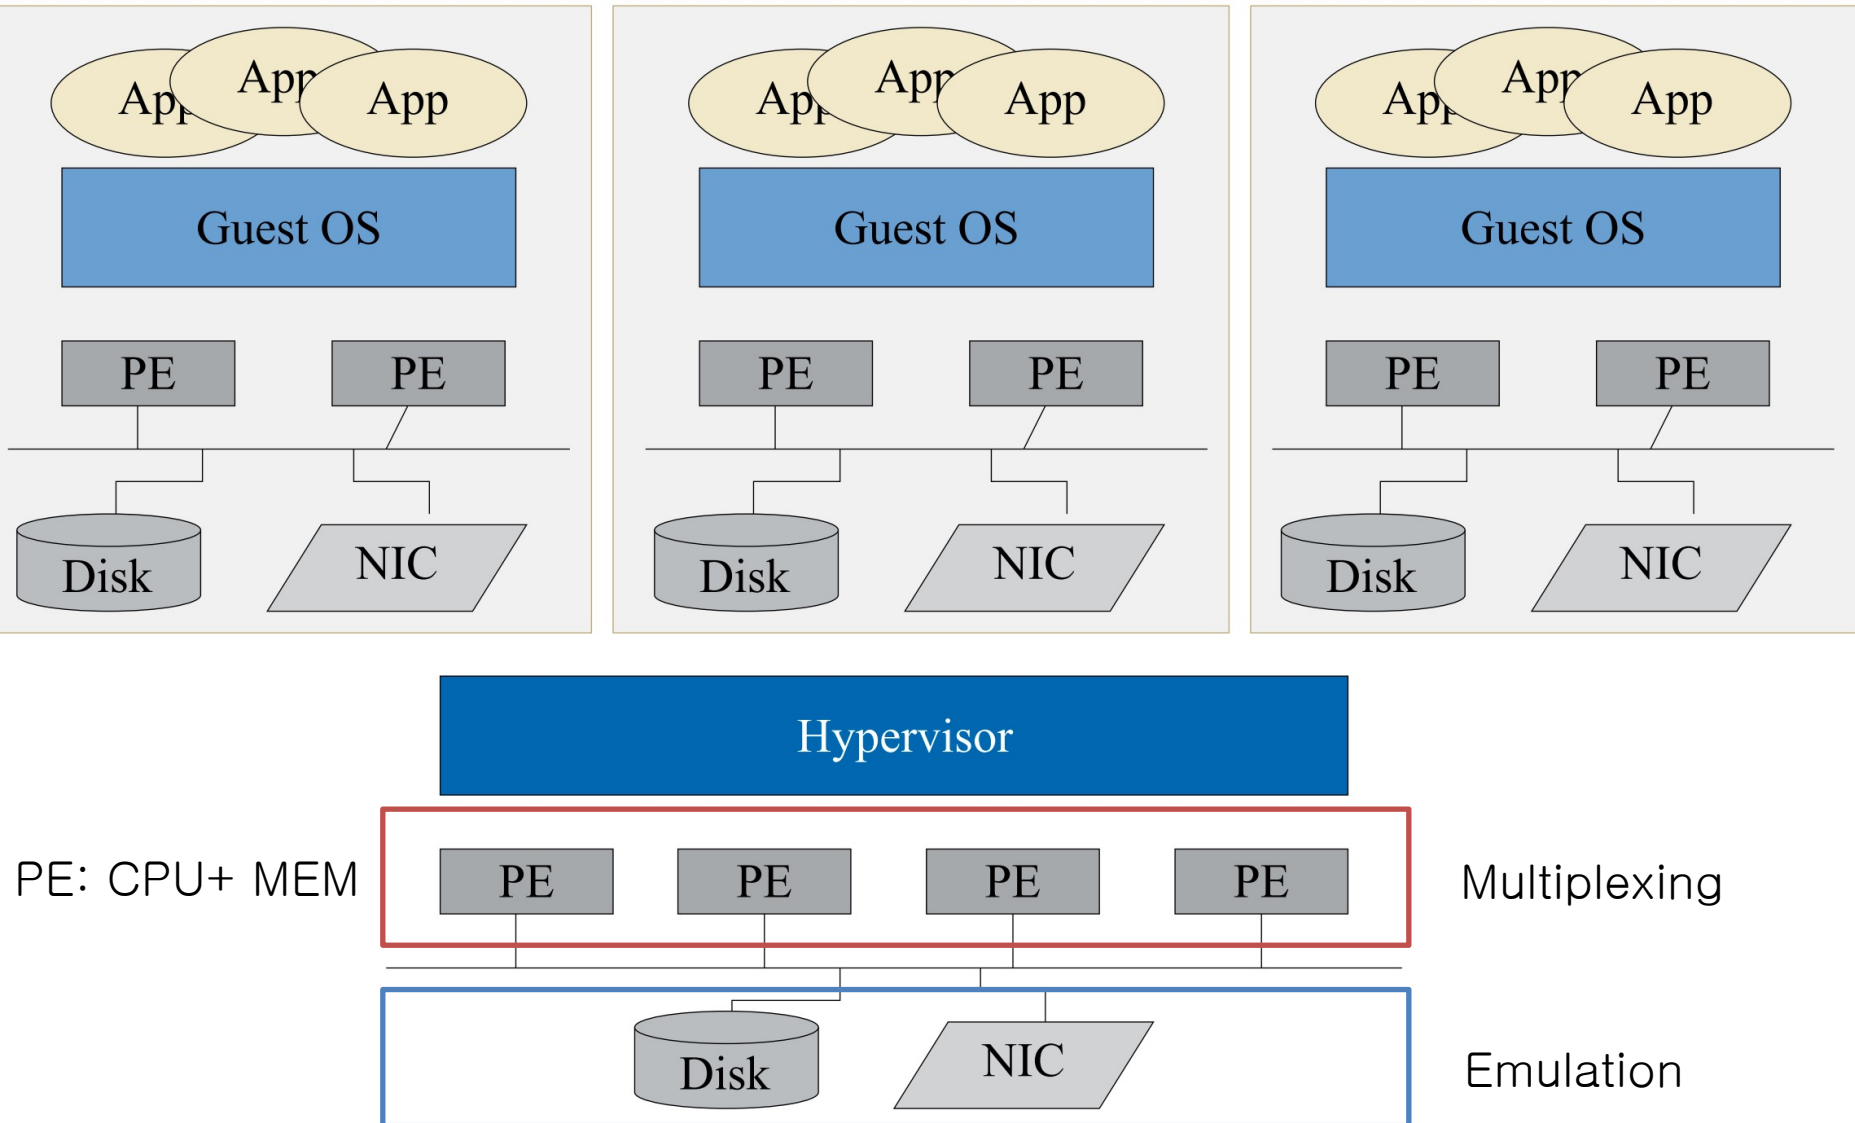 App App App
Guest OS
PE PE
Disk NIC
App App App
Guest OS
PE PE
Disk NIC
App App App
Guest OS
PE PE
Disk NIC
Hypervisor
PE: CPU+ MEM
PE PE PE PE
Multiplexing
Disk NIC
Emulation